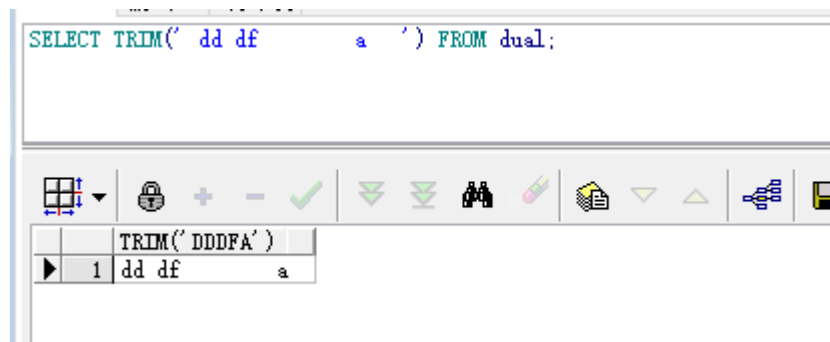 SELECT TRIM(' dd df        a   ') FROM dual;
TRIM('DDDFA')
1 dd df        a